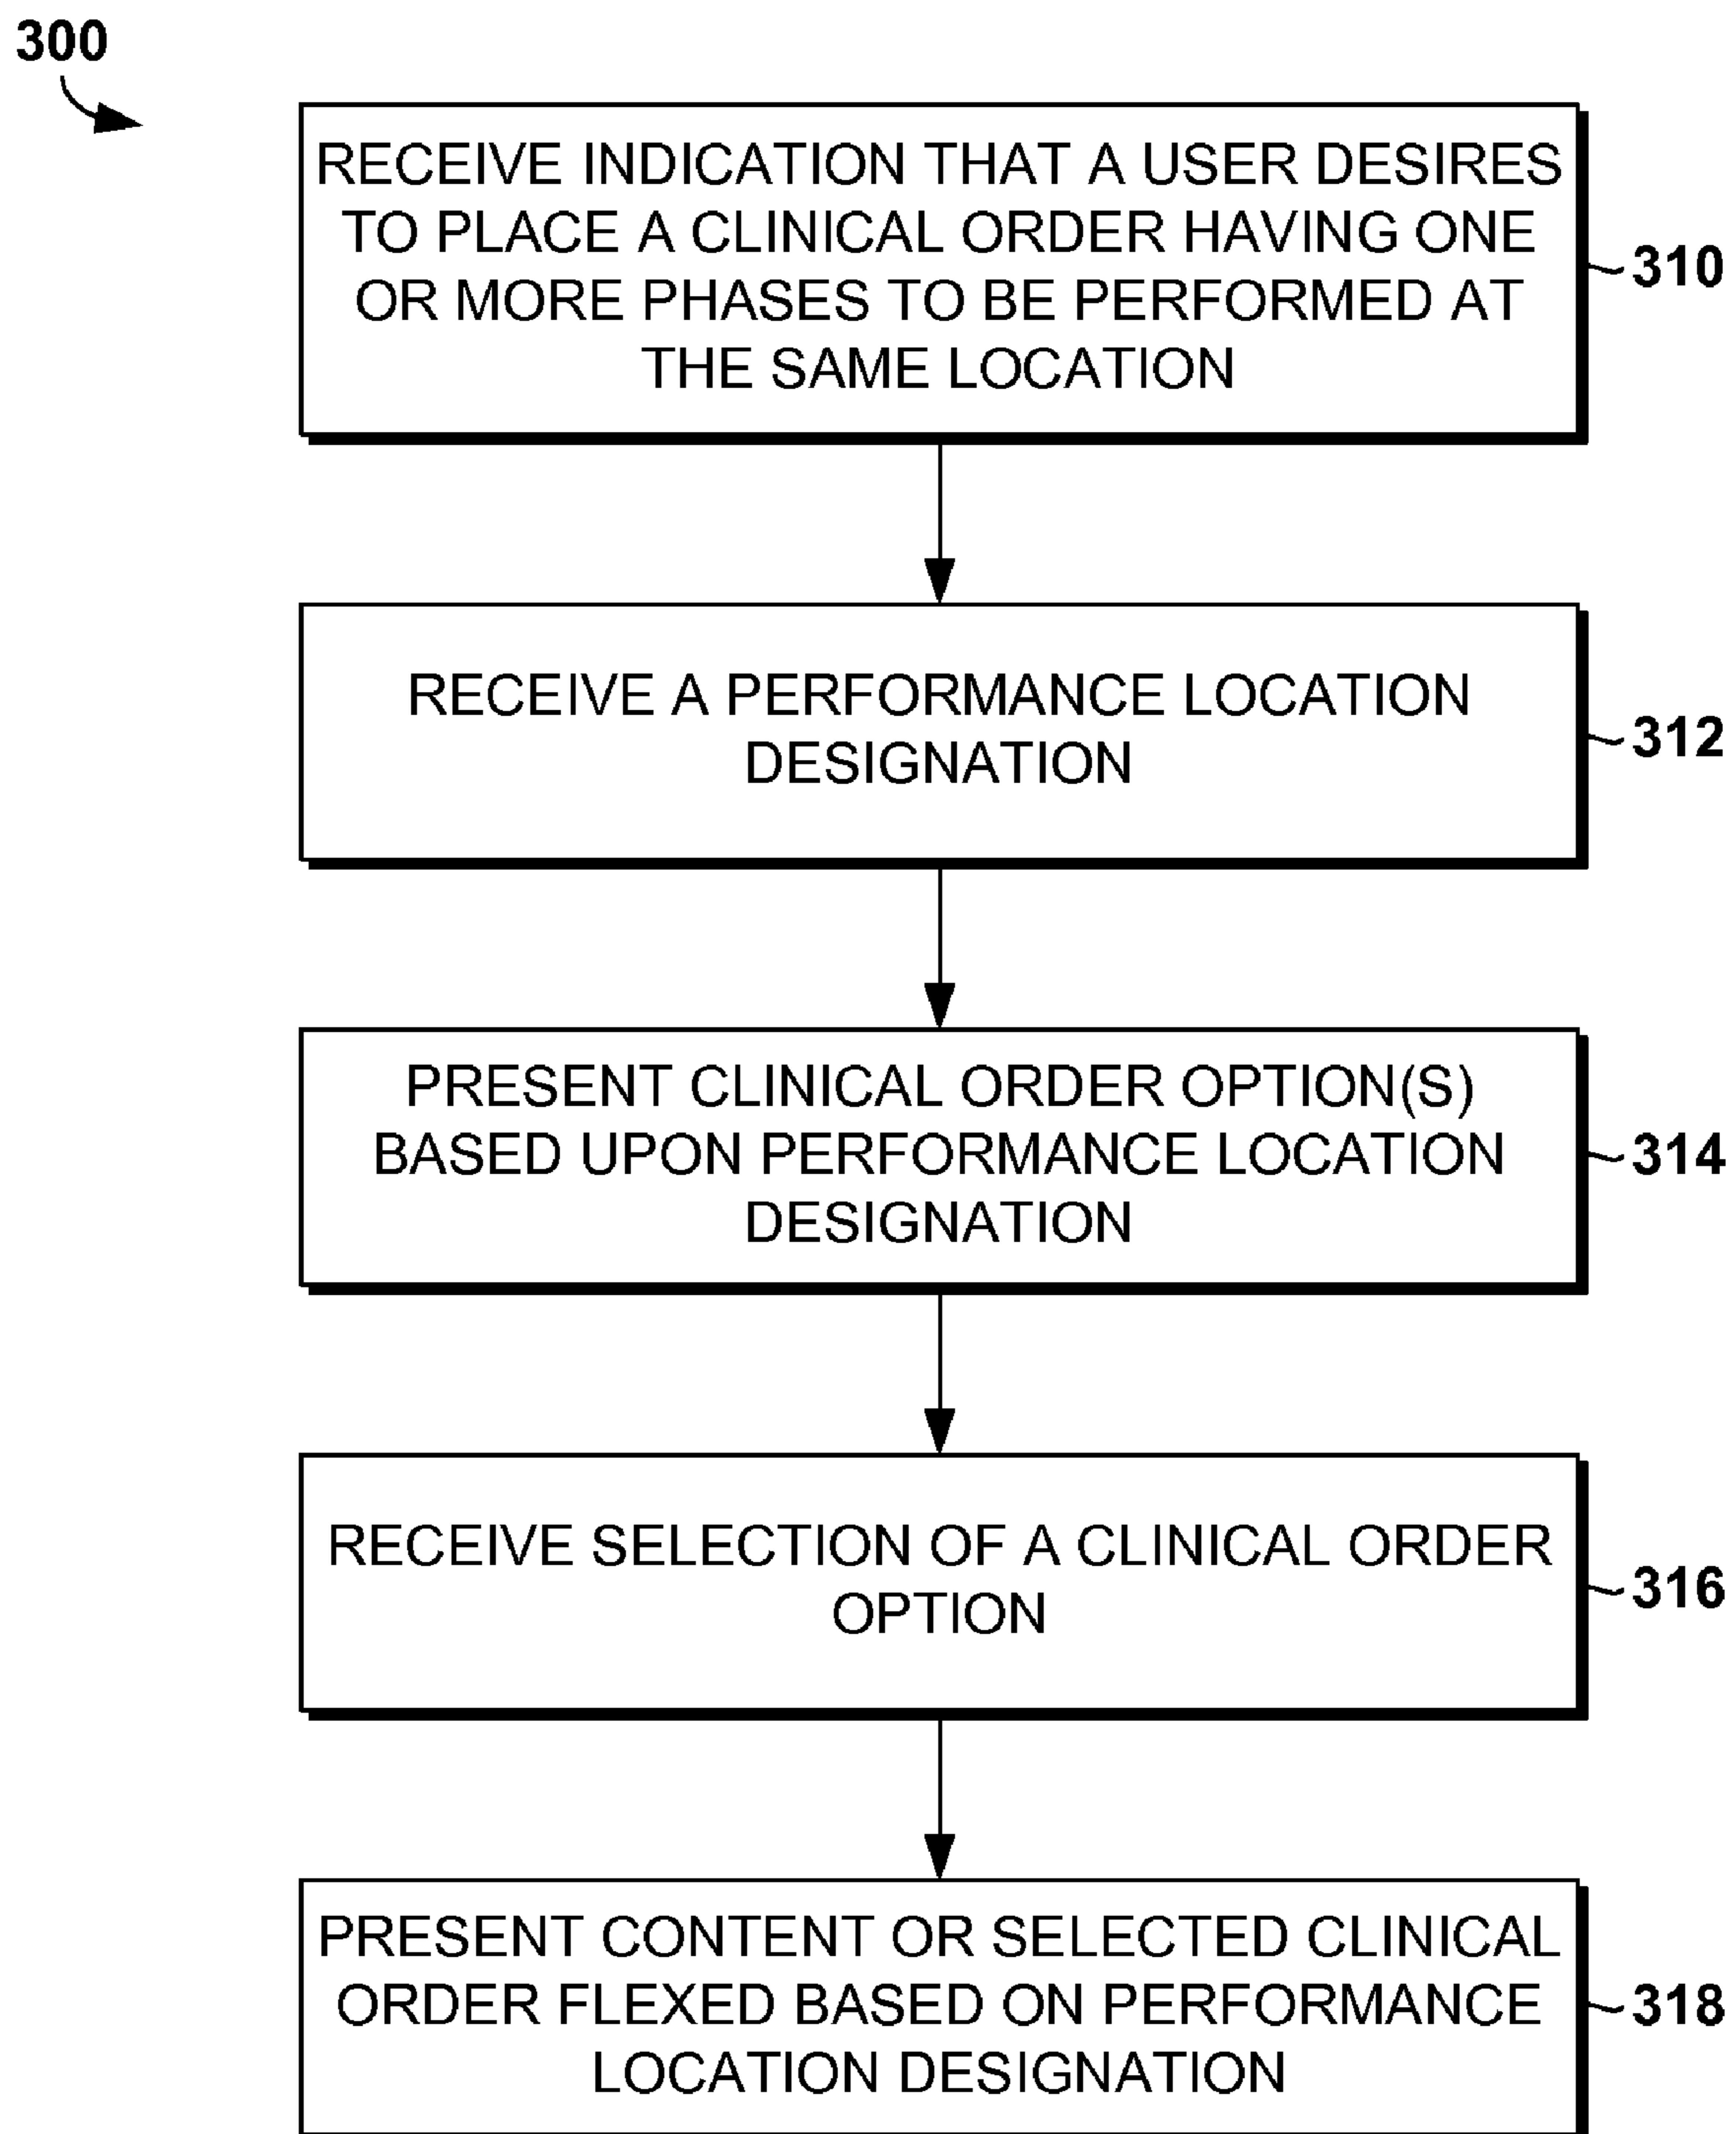 300
RECEIVE INDICATION THAT A USER DESIRES
TO PLACE A CLINICAL ORDER HAVING ONE
OR MORE PHASES TO BE PERFORMED AT
THE SAME LOCATION
310
RECEIVE A PERFORMANCE LOCATION
DESIGNATION
312
PRESENT CLINICAL ORDER OPTION(S)
BASED UPON PERFORMANCE LOCATION
DESIGNATION
314
RECEIVE SELECTION OF A CLINICAL ORDER
OPTION
316
PRESENT CONTENT OR SELECTED CLINICAL
ORDER FLEXED BASED ON PERFORMANCE
LOCATION DESIGNATION
318